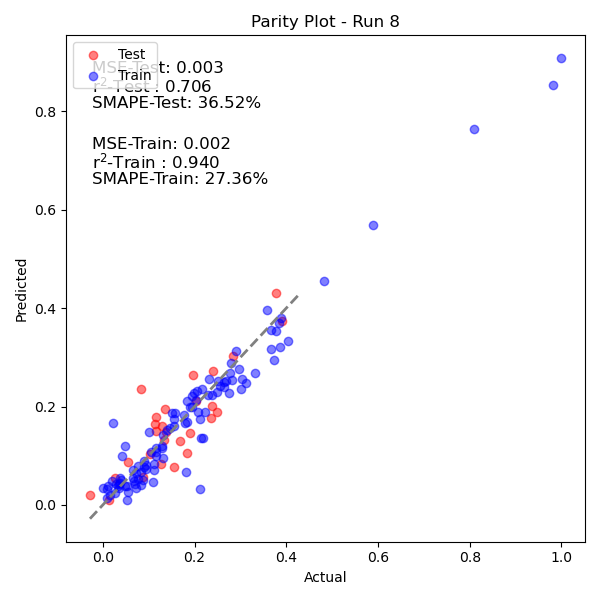 Parity Plot - Run 8
Test
Train
MSE-Test: 0.003
r²-Test : 0.706
SMAPE-Test: 36.52%
MSE-Train: 0.002
r²-Train : 0.940
SMAPE-Train: 27.36%
Predicted
0.8
0.6
0.4
0.2
0.0
0.0
0.2
0.4
0.6
0.8
1.0
Actual